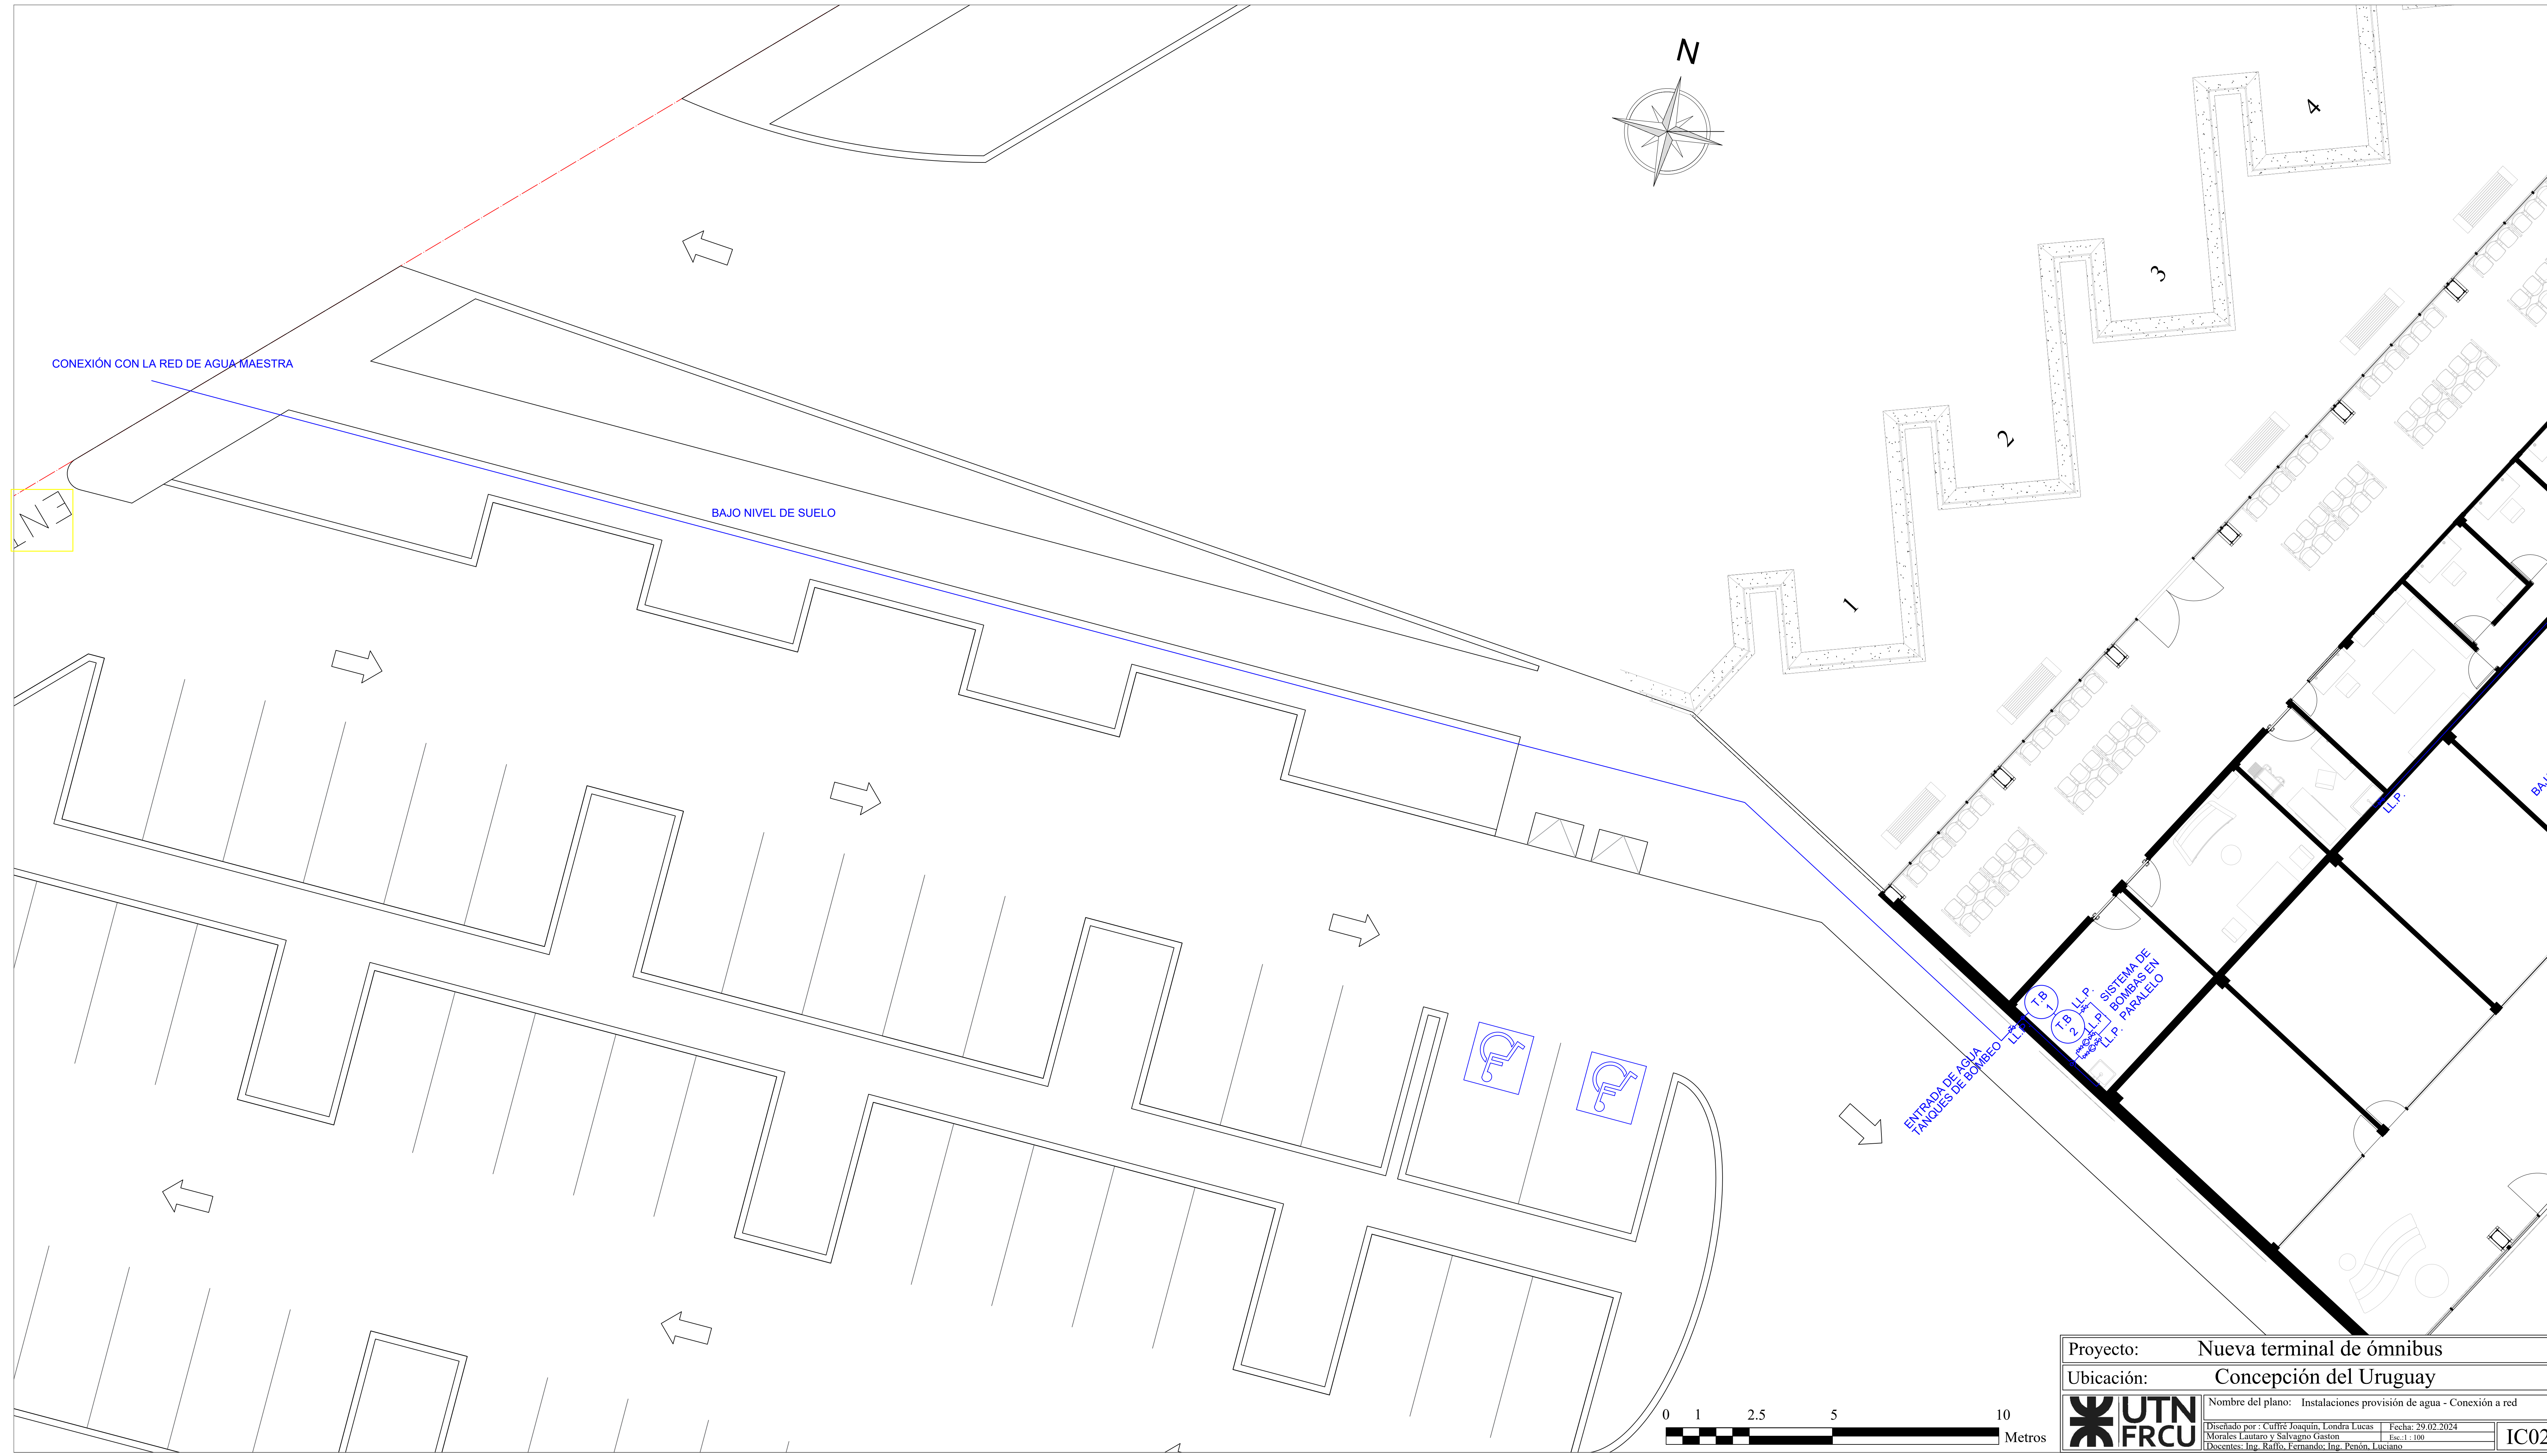 N
4
3
2
1
CONEXIÓN CON LA RED DE AGUA MAESTRA
BAJO NIVEL DE SUELO
LL.P.
SISTEMA DE
BOMBAS EN
PARALELO
T.B
1
T.B
2
LL.P.
LL.P
LL.P.
ENTRADA DE AGUA
TANQUES DE BOMBEO
0 1 2.5 5 10
Metros
Proyecto: Nueva terminal de ómnibus
Ubicación: Concepción del Uruguay
UTN
FRCU
Nombre del plano: Instalaciones provisión de agua - Conexión a red
Diseñado por : Cuffré Joaquín, Londra Lucas
Morales Lautaro y Salvagno Gaston
Fecha: 29.02.2024
Esc.:1 : 100
Docentes: Ing. Raffo, Fernando; Ing. Penón, Luciano
IC02